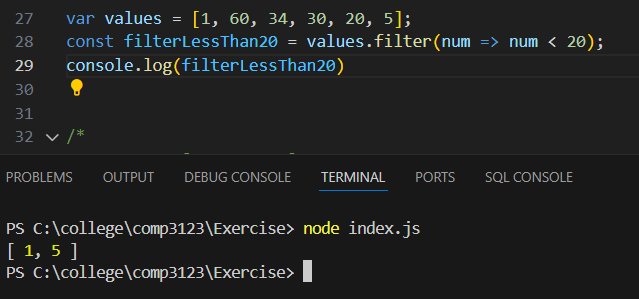 27 var values = [1, 60, 34, 30, 20, 5];
28 const filterLessThan20 = values.filter(num => num < 20);
29 console.log(filterLessThan20)
30
31
32 /*
PROBLEMS OUTPUT DEBUG CONSOLE TERMINAL PORTS SQL CONSOLE
PS C:\college\comp3123\Exercise> node index.js
[ 1, 5 ]
PS C:\college\comp3123\Exercise>